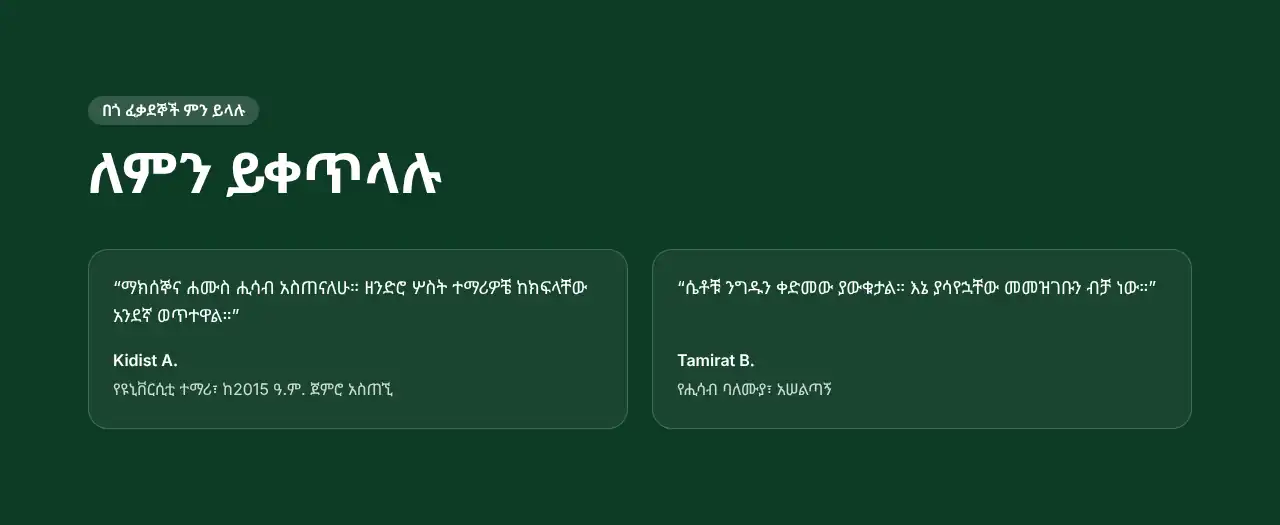 በጎ ፈቃደኞች ምን ይላሉ
ለምን ይቀጥላሉ
“ማክሰኞና ሐሙስ ሒሳብ አስጠናለሁ። ዘንድሮ ሦስት ተማሪዎቼ ከክፍላቸው
አንደኛ ወጥተዋል።”
Kidist A.
የዩኒቨርሲቲ ተማሪ፣ ከ2015 ዓ.ም. ጀምሮ አስጠኚ
“ሴቶቹ ንግዱን ቀድመው ያውቁታል። እኔ ያሳየኋቸው መመዝገቡን ብቻ ነው።”
Tamirat B.
የሒሳብ ባለሙያ፣ አሠልጣኝ